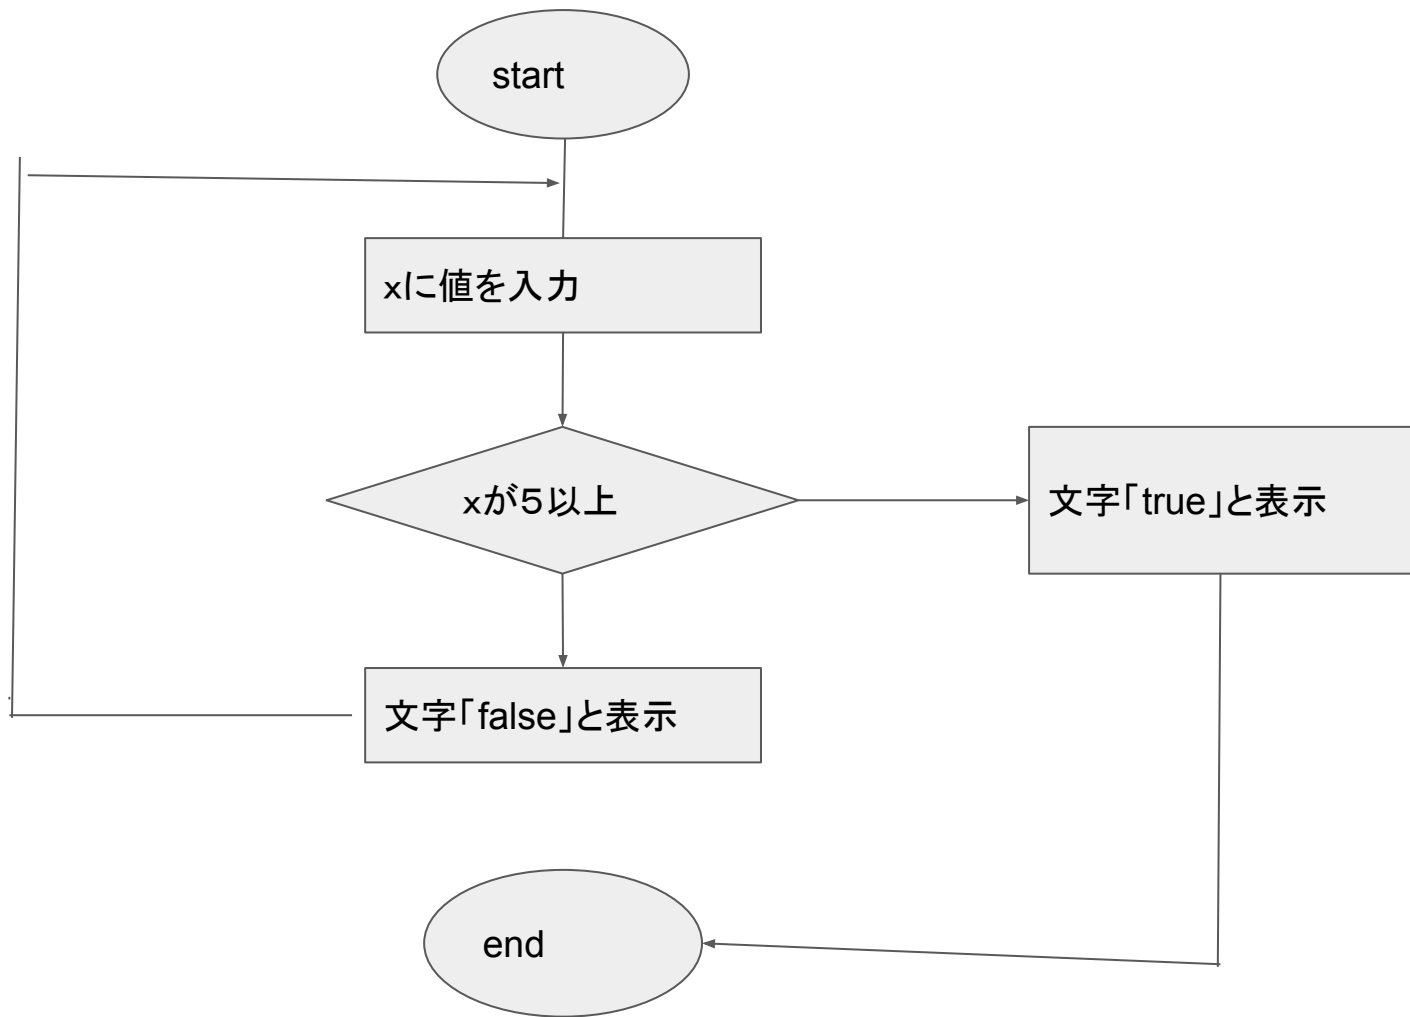 start
xに値を入力
xが５以上
文字「true」と表示
文字「false」と表示
end